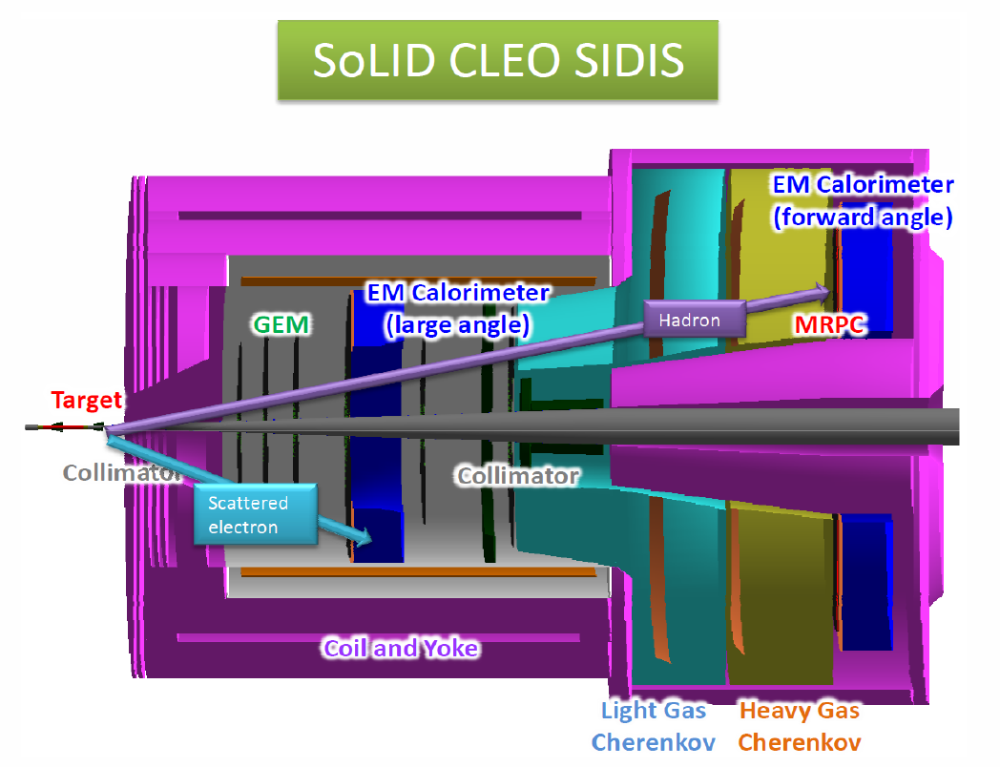 SoLID CLEO SIDIS
EM Calorimeter
(forward angle)
EM Calorimeter
(large angle)
GEM
Hadron
MRPC
Target
Collimator
Collimator
Scattered
electron
Coil and Yoke
Light Gas
Cherenkov
Heavy Gas
Cherenkov